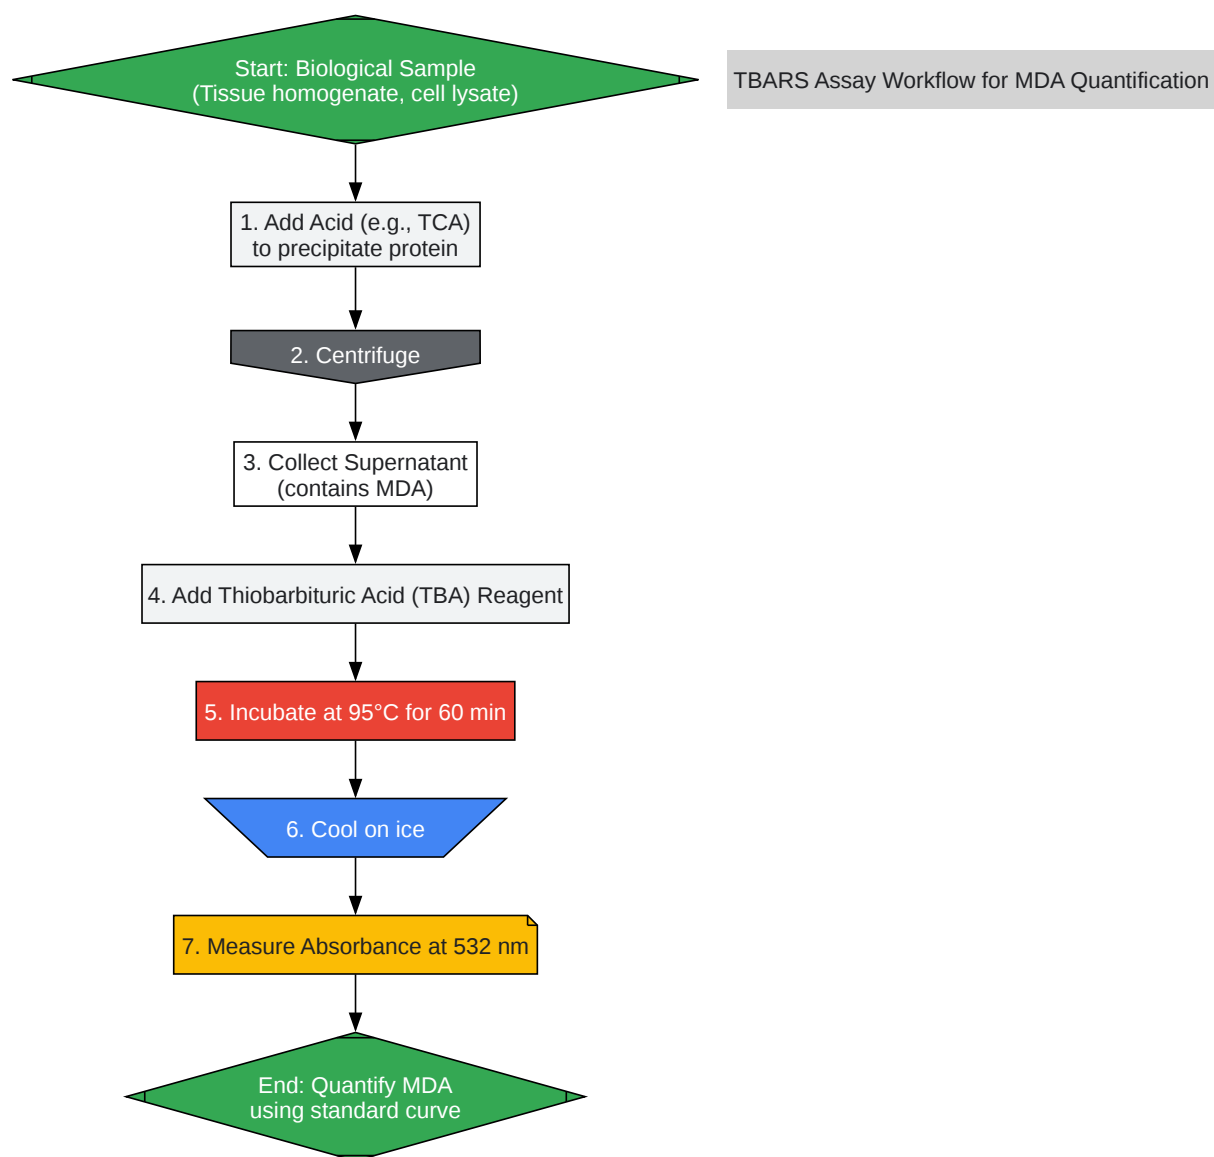 Start: Biological Sample
(Tissue homogenate, cell lysate)
TBARS Assay Workflow for MDA Quantification
1. Add Acid (e.g., TCA)
to precipitate protein
2. Centrifuge
3. Collect Supernatant
(contains MDA)
4. Add Thiobarbituric Acid (TBA) Reagent
5. Incubate at 95°C for 60 min
6. Cool on ice
7. Measure Absorbance at 532 nm
End: Quantify MDA
using standard curve